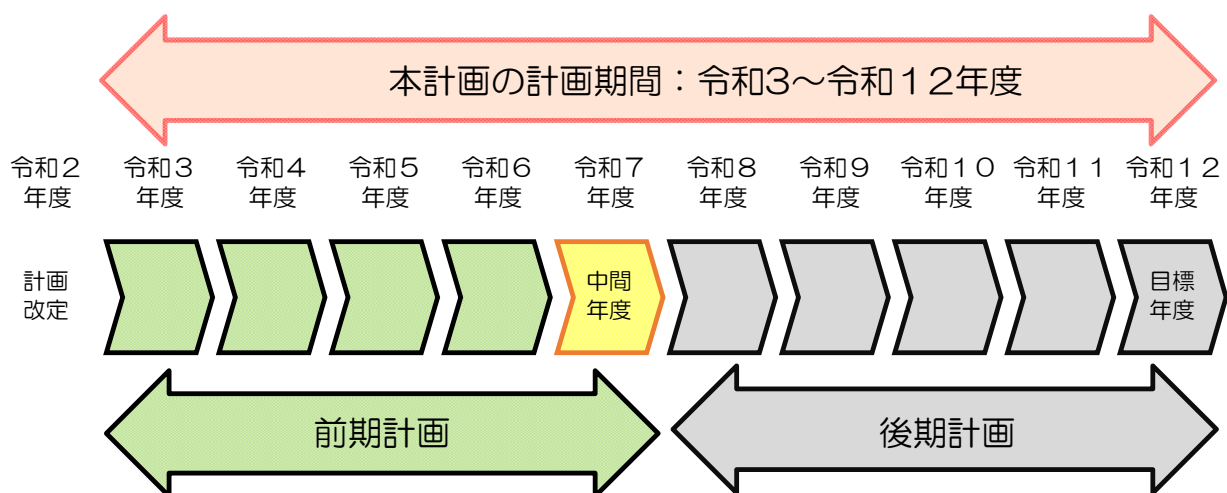 本計画の計画期間：令和3～令和１２年度
令和２
年度
令和３
年度
令和４
年度
令和５
年度
令和６
年度
令和７
年度
令和８
年度
令和９
年度
令和１０
年度
令和１１
年度
令和１２
年度
計画
改定
中間
年度
目標
年度
前期計画
後期計画